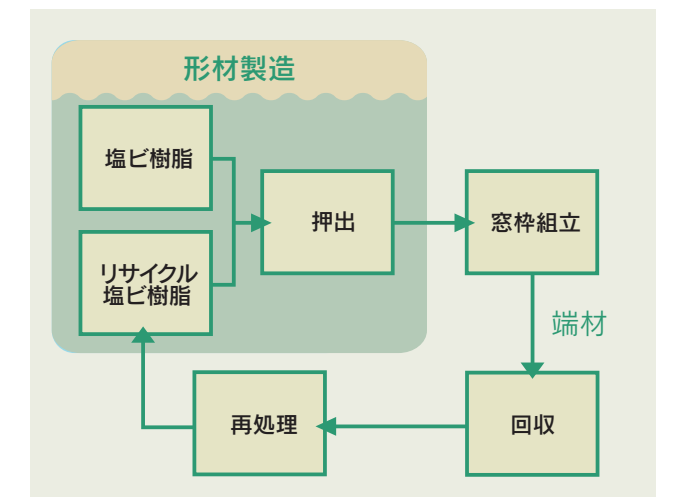 形材製造
塩ビ樹脂
押出
窓枠組立
リサイクル
塩ビ樹脂
端材
再処理
回収